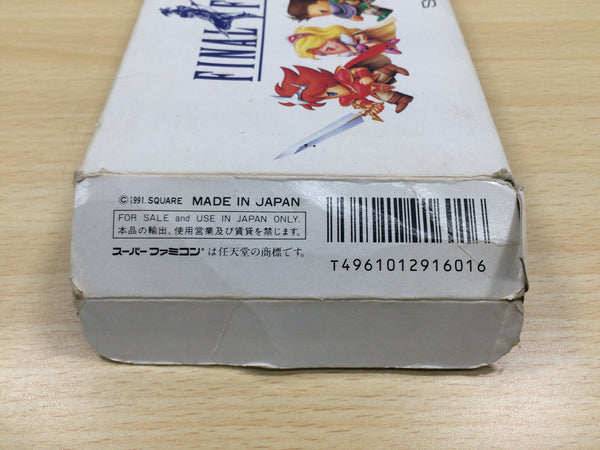 FINAL F
S
© 1991. SQUARE MADE IN JAPAN
FOR SALE and USE IN JAPAN ONLY.
本品の輸出、使用営業及び賃貸を禁じます。
スーパーファミコン®は任天堂の商標です。
T4961012916016